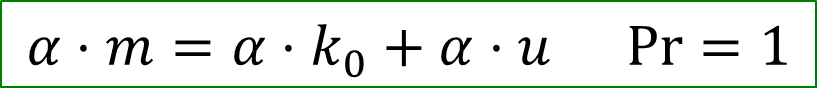 α · m = α · k₀ + α · u Pr = 1